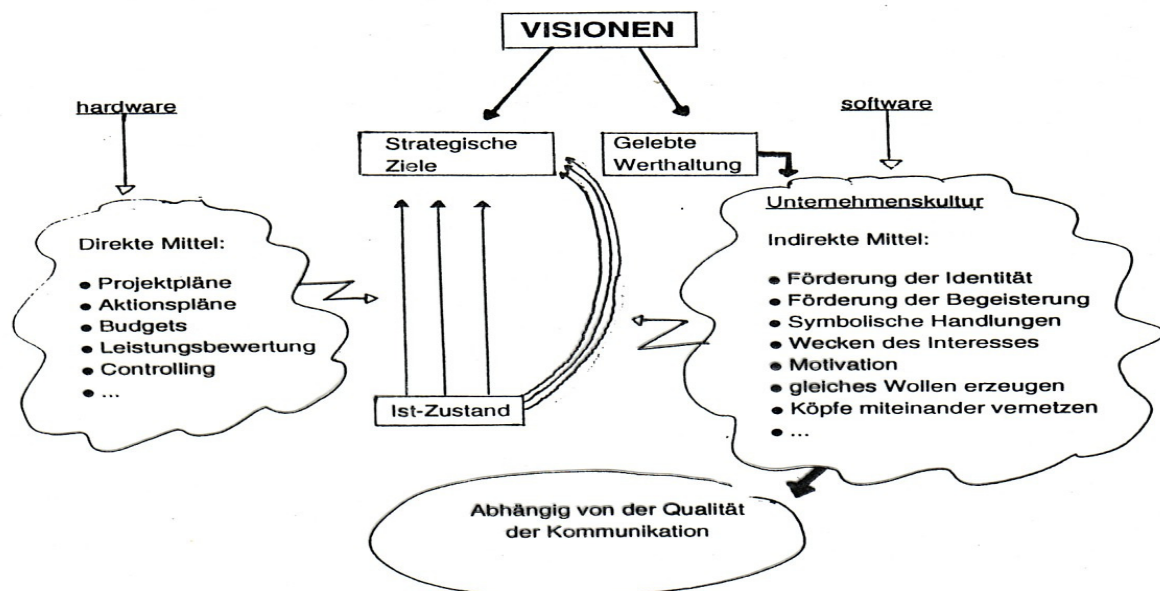 VISIONEN
hardware
software
Strategische
Ziele
Gelebte
Werthaltung
Direkte Mittel:
● Projektpläne
● Aktionspläne
● Budgets
● Leistungsbewertung
● Controlling
● ...
Unternehmenskultur
Indirekte Mittel:
● Förderung der Identität
● Förderung der Begeisterung
● Symbolische Handlungen
● Wecken des Interesses
● Motivation
● gleiches Wollen erzeugen
● Köpfe miteinander vernetzen
● ...
Ist-Zustand
Abhängig von der Qualität
der Kommunikation